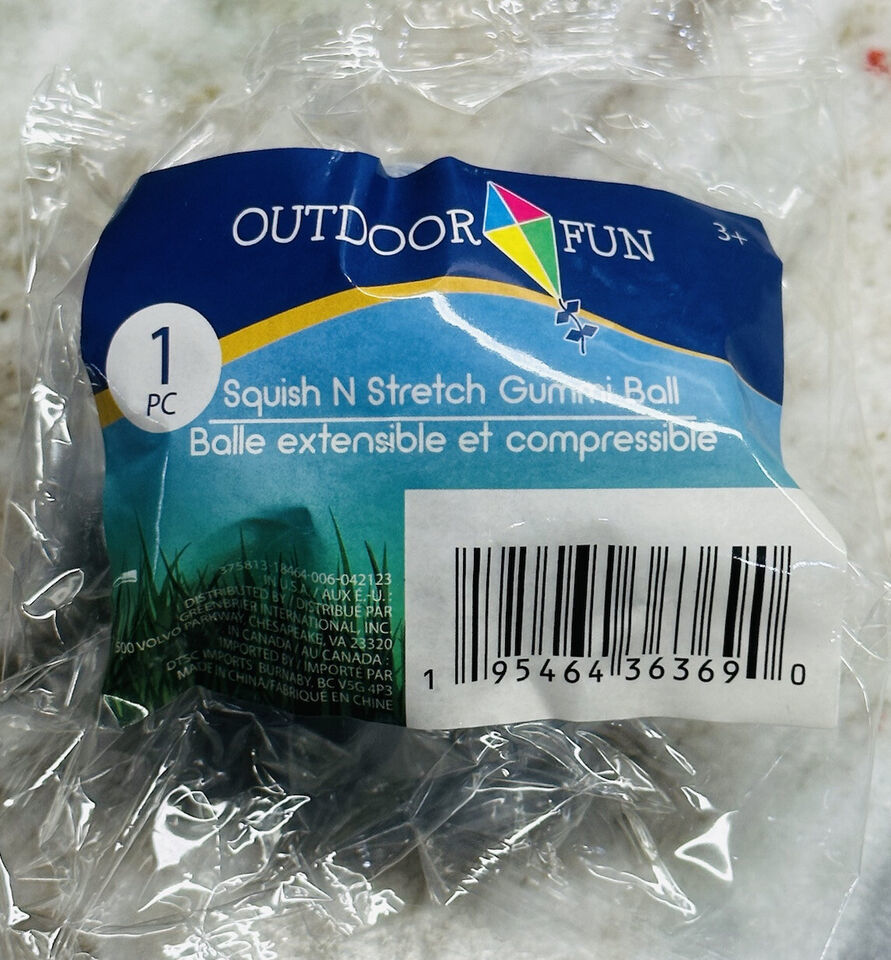 OUTDOOR FUN
3+
1
PC
Squish N Stretch Gummi Ball
Balle extensible et compressible
375813-18464-006-042123
IN U.S.A. / AUX É.-U. :
DISTRIBUTED BY / DISTRIBUÉ PAR
GREENBRIER INTERNATIONAL, INC.
500 VOLVO PARKWAY, CHESAPEAKE, VA 23320
IN CANADA / AU CANADA :
IMPORTED BY / IMPORTÉ PAR
DTSC IMPORTS BURNABY, BC V5G 4P3
MADE IN CHINA/FABRIQUÉ EN CHINE
1 95464 36369 0